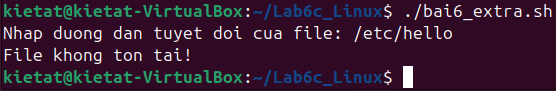 kietat@kietat-VirtualBox:~/Lab6c_Linux$ ./bai6_extra.sh
Nhap duong dan tuyet doi cua file: /etc/hello
File khong ton tai!
kietat@kietat-VirtualBox:~/Lab6c_Linux$